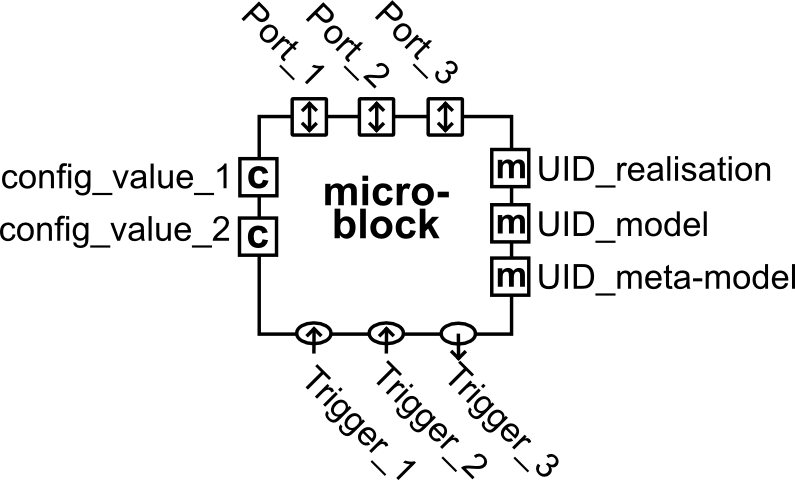 Port_1
Port_2
Port_3
config_value_1
c
config_value_2
c
micro-
block
m
UID_realisation
m
UID_model
m
UID_meta-model
Trigger_1
Trigger_2
Trigger_3